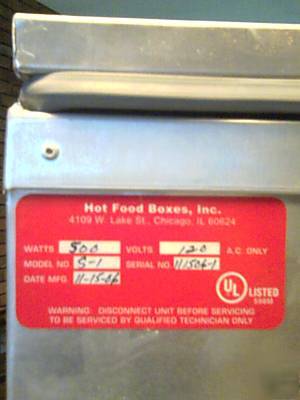 Hot Food Boxes, Inc.
4109 W. Lake St., Chicago, IL 60624
WATTS 500 VOLTS 120 A.C. ONLY
MODEL NO S-1 SERIAL NO. 111506-1
DATE MFG. 11-15-06
UL LISTED
WARNING: DISCONNECT UNIT BEFORE SERVICING
TO BE SERVICED BY QUALIFIED TECHNICIAN ONLY